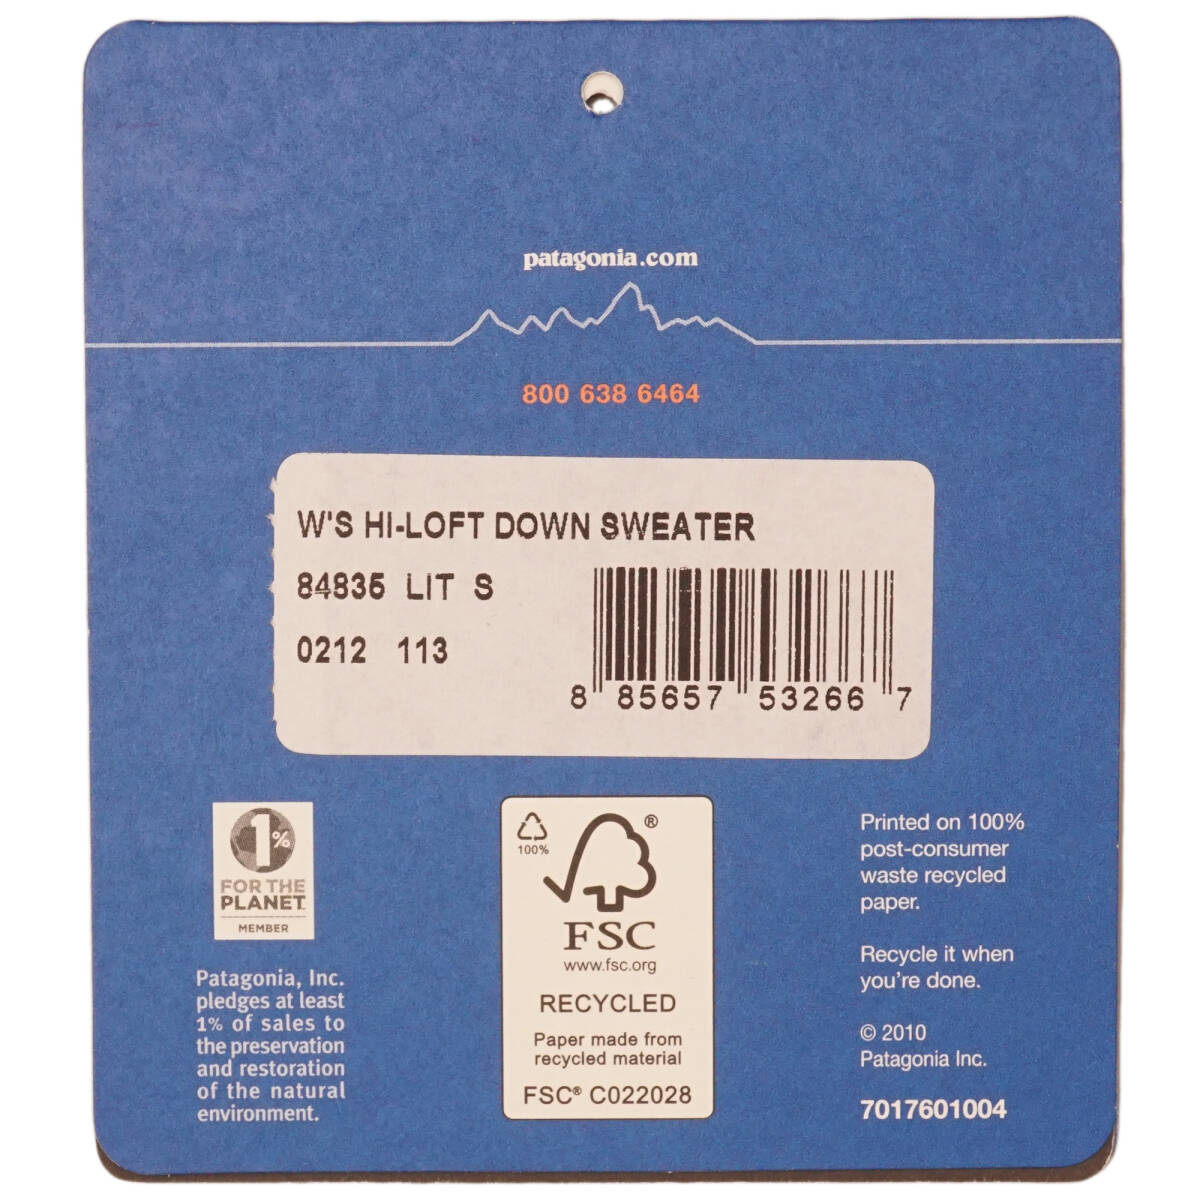 patagonia.com
800 638 6464
W'S HI-LOFT DOWN SWEATER
84835 LIT S
0212 113
8 85657 53266 7
1%
FOR THE
PLANET
MEMBER
Patagonia, Inc.
pledges at least
1% of sales to
the preservation
and restoration
of the natural
environment.
100%
®
FSC
www.fsc.org
RECYCLED
Paper made from
recycled material
FSC® C022028
Printed on 100%
post-consumer
waste recycled
paper.
Recycle it when
you're done.
© 2010
Patagonia Inc.
7017601004